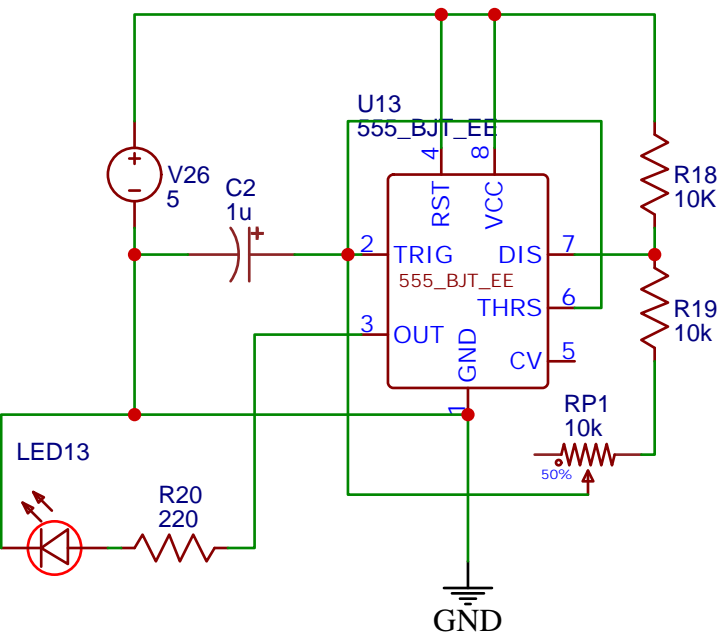 U13
555_BJT_EE
4
8
V26
5
C2
1u
+
RST
VCC
R18
10K
2
TRIG
DIS
7
555_BJT_EE
THRS
6
R19
10k
3
OUT
GND
CV
5
1
RP1
10k
50%
LED13
R20
220
GND